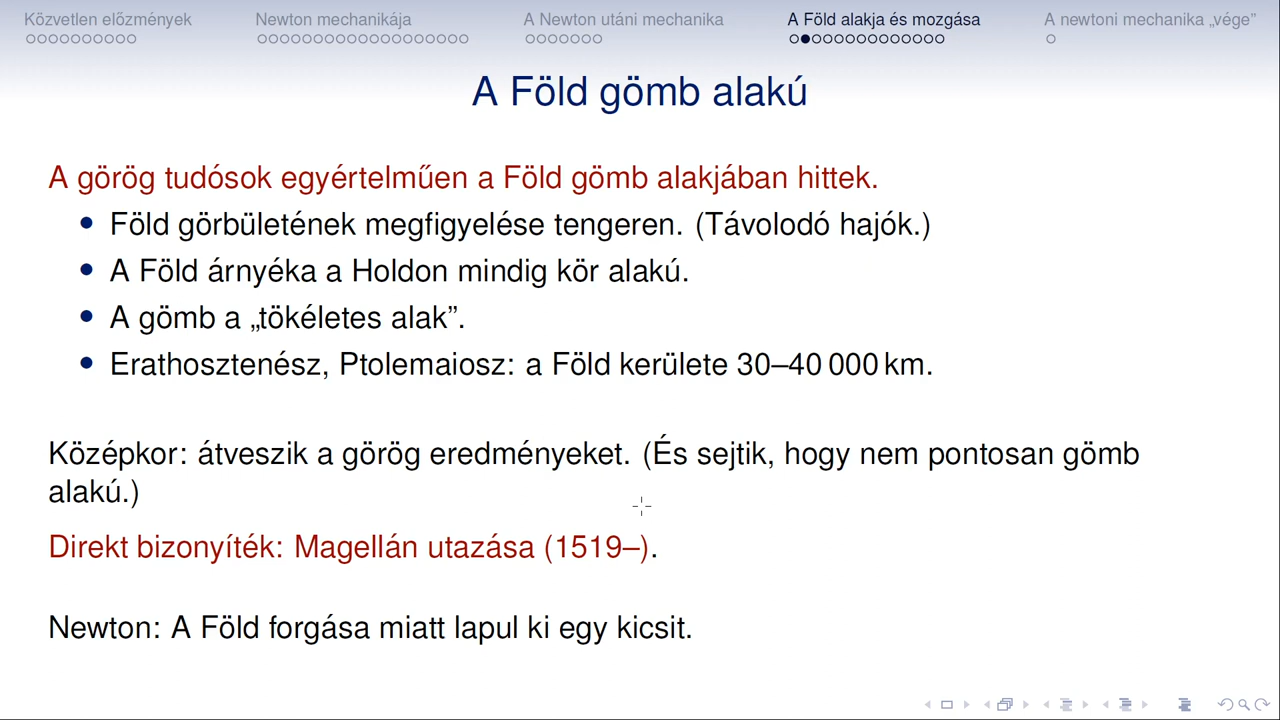 Közvetlen előzmények
Newton mechanikája
A Newton utáni mechanika
A Föld alakja és mozgása
A newtoni mechanika „vége”
A Föld gömb alakú
A görög tudósok egyértelműen a Föld gömb alakjában hittek.
Föld görbületének megfigyelése tengeren. (Távolodó hajók.)
A Föld árnyéka a Holdon mindig kör alakú.
A gömb a „tökéletes alak”.
Erathosztenész, Ptolemaiosz: a Föld kerülete 30–40 000 km.
Középkor: átveszik a görög eredményeket. (És sejtik, hogy nem pontosan gömb
alakú.)
Direkt bizonyíték: Magellán utazása (1519–).
Newton: A Föld forgása miatt lapul ki egy kicsit.